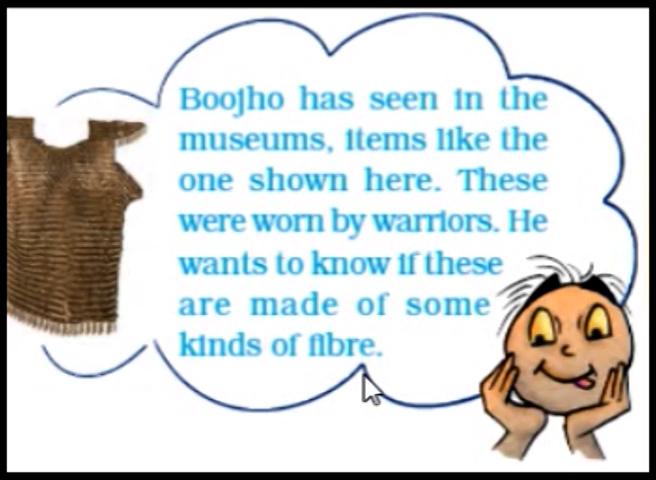 Boojho has seen in the
museums, items like the
one shown here. These
were worn by warriors. He
wants to know if these
are made of some
kinds of fibre.